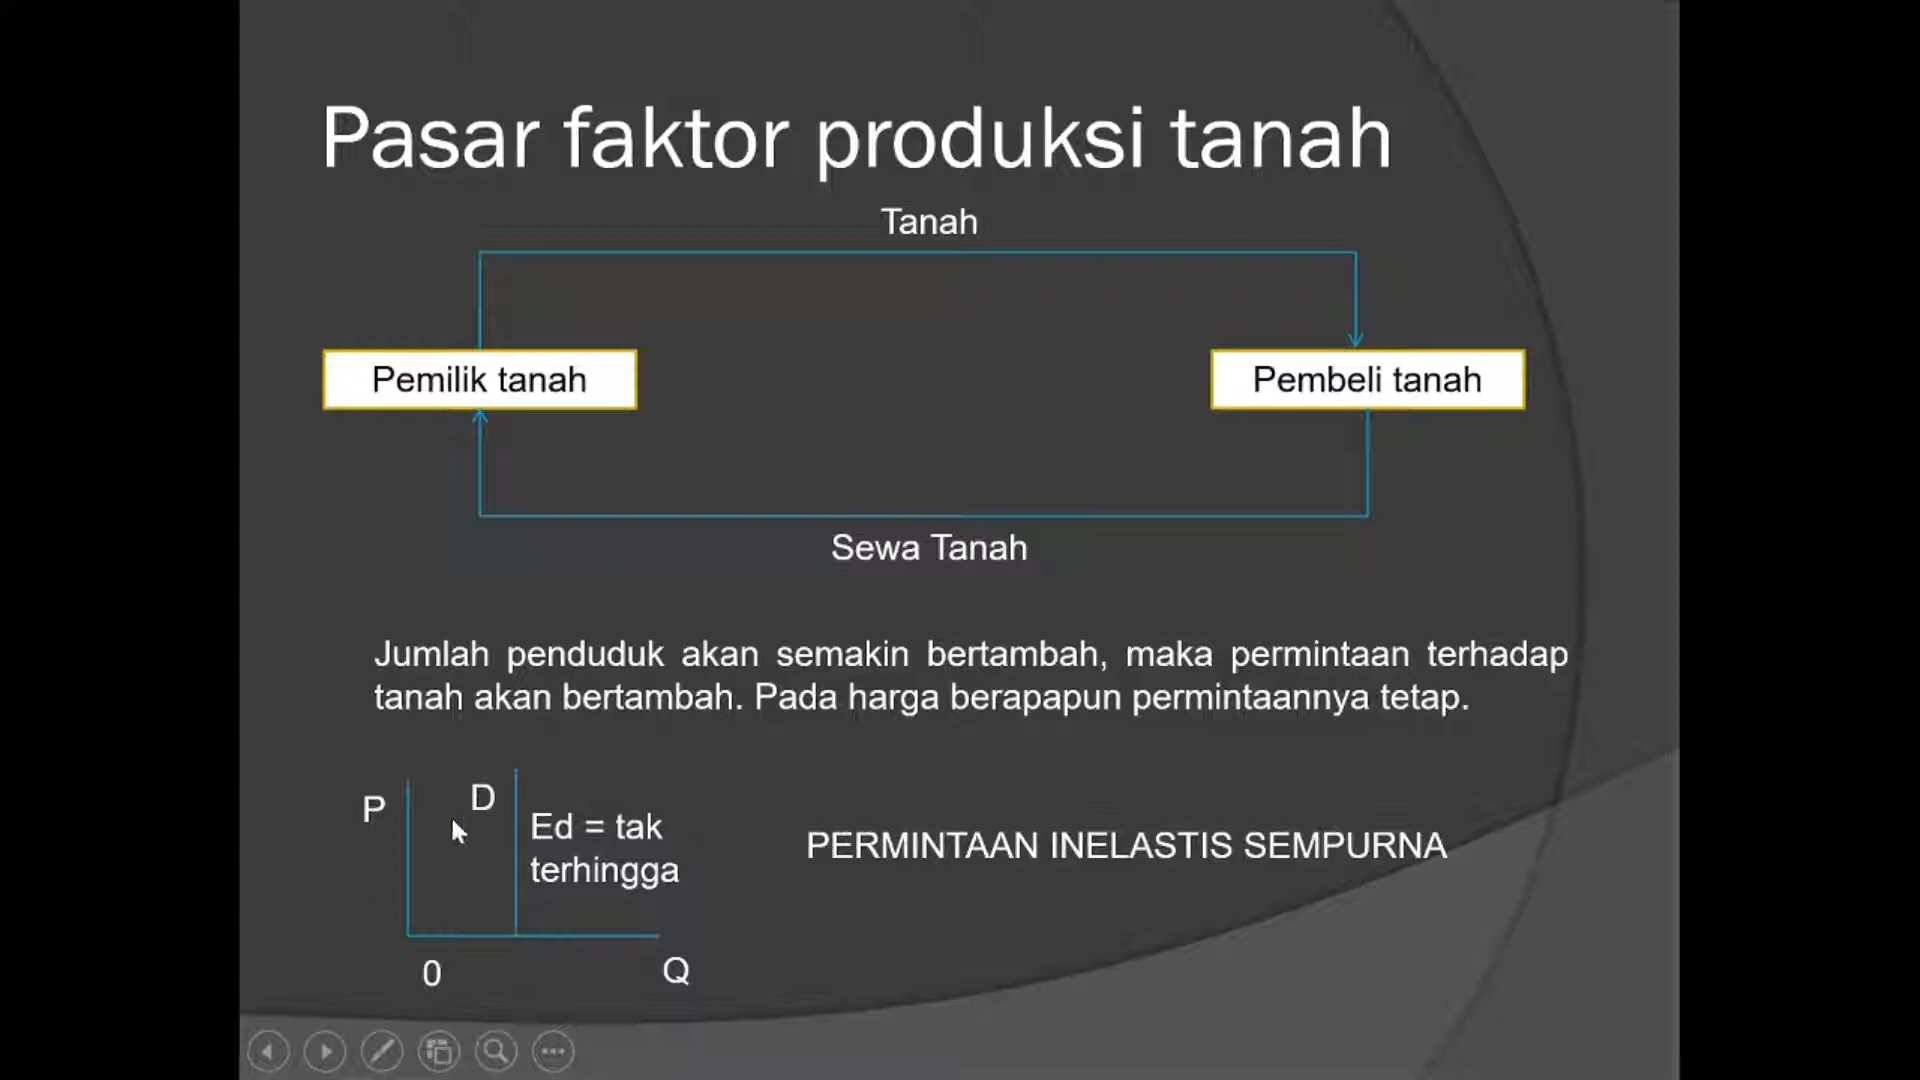 Pasar faktor produksi tanah
Tanah
Pemilik tanah
Pembeli tanah
Sewa Tanah
Jumlah penduduk akan semakin bertambah, maka permintaan terhadap
tanah akan bertambah. Pada harga berapapun permintaannya tetap.
P
D
Ed = tak
terhingga
PERMINTAAN INELASTIS SEMPURNA
0
Q